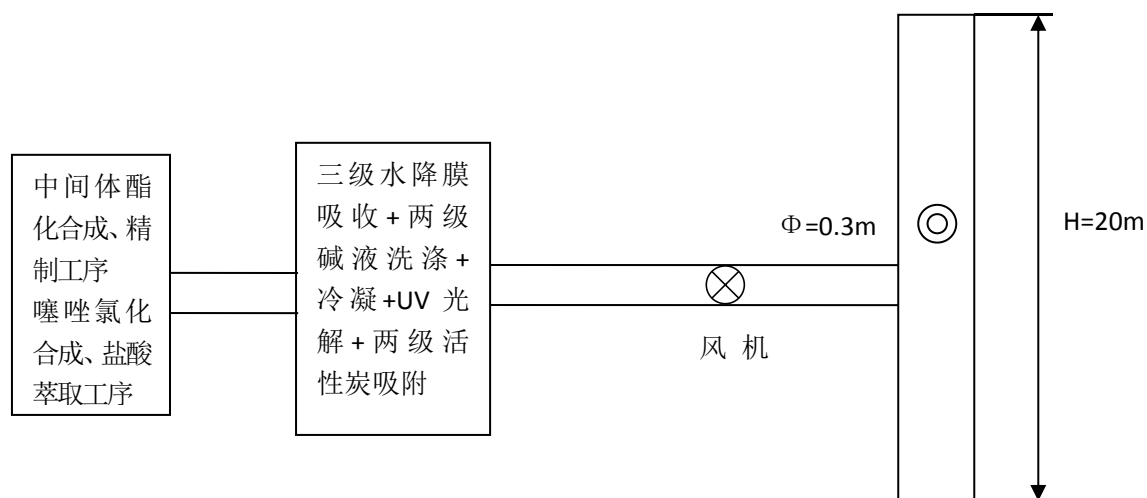 中间体酯
化合成、精
制工序
噻唑氯化
合成、盐酸
萃取工序
三级水降膜
吸收+两级
碱液洗涤+
冷凝+UV 光
解+两级活
性炭吸附
风 机
Φ=0.3m
H=20m